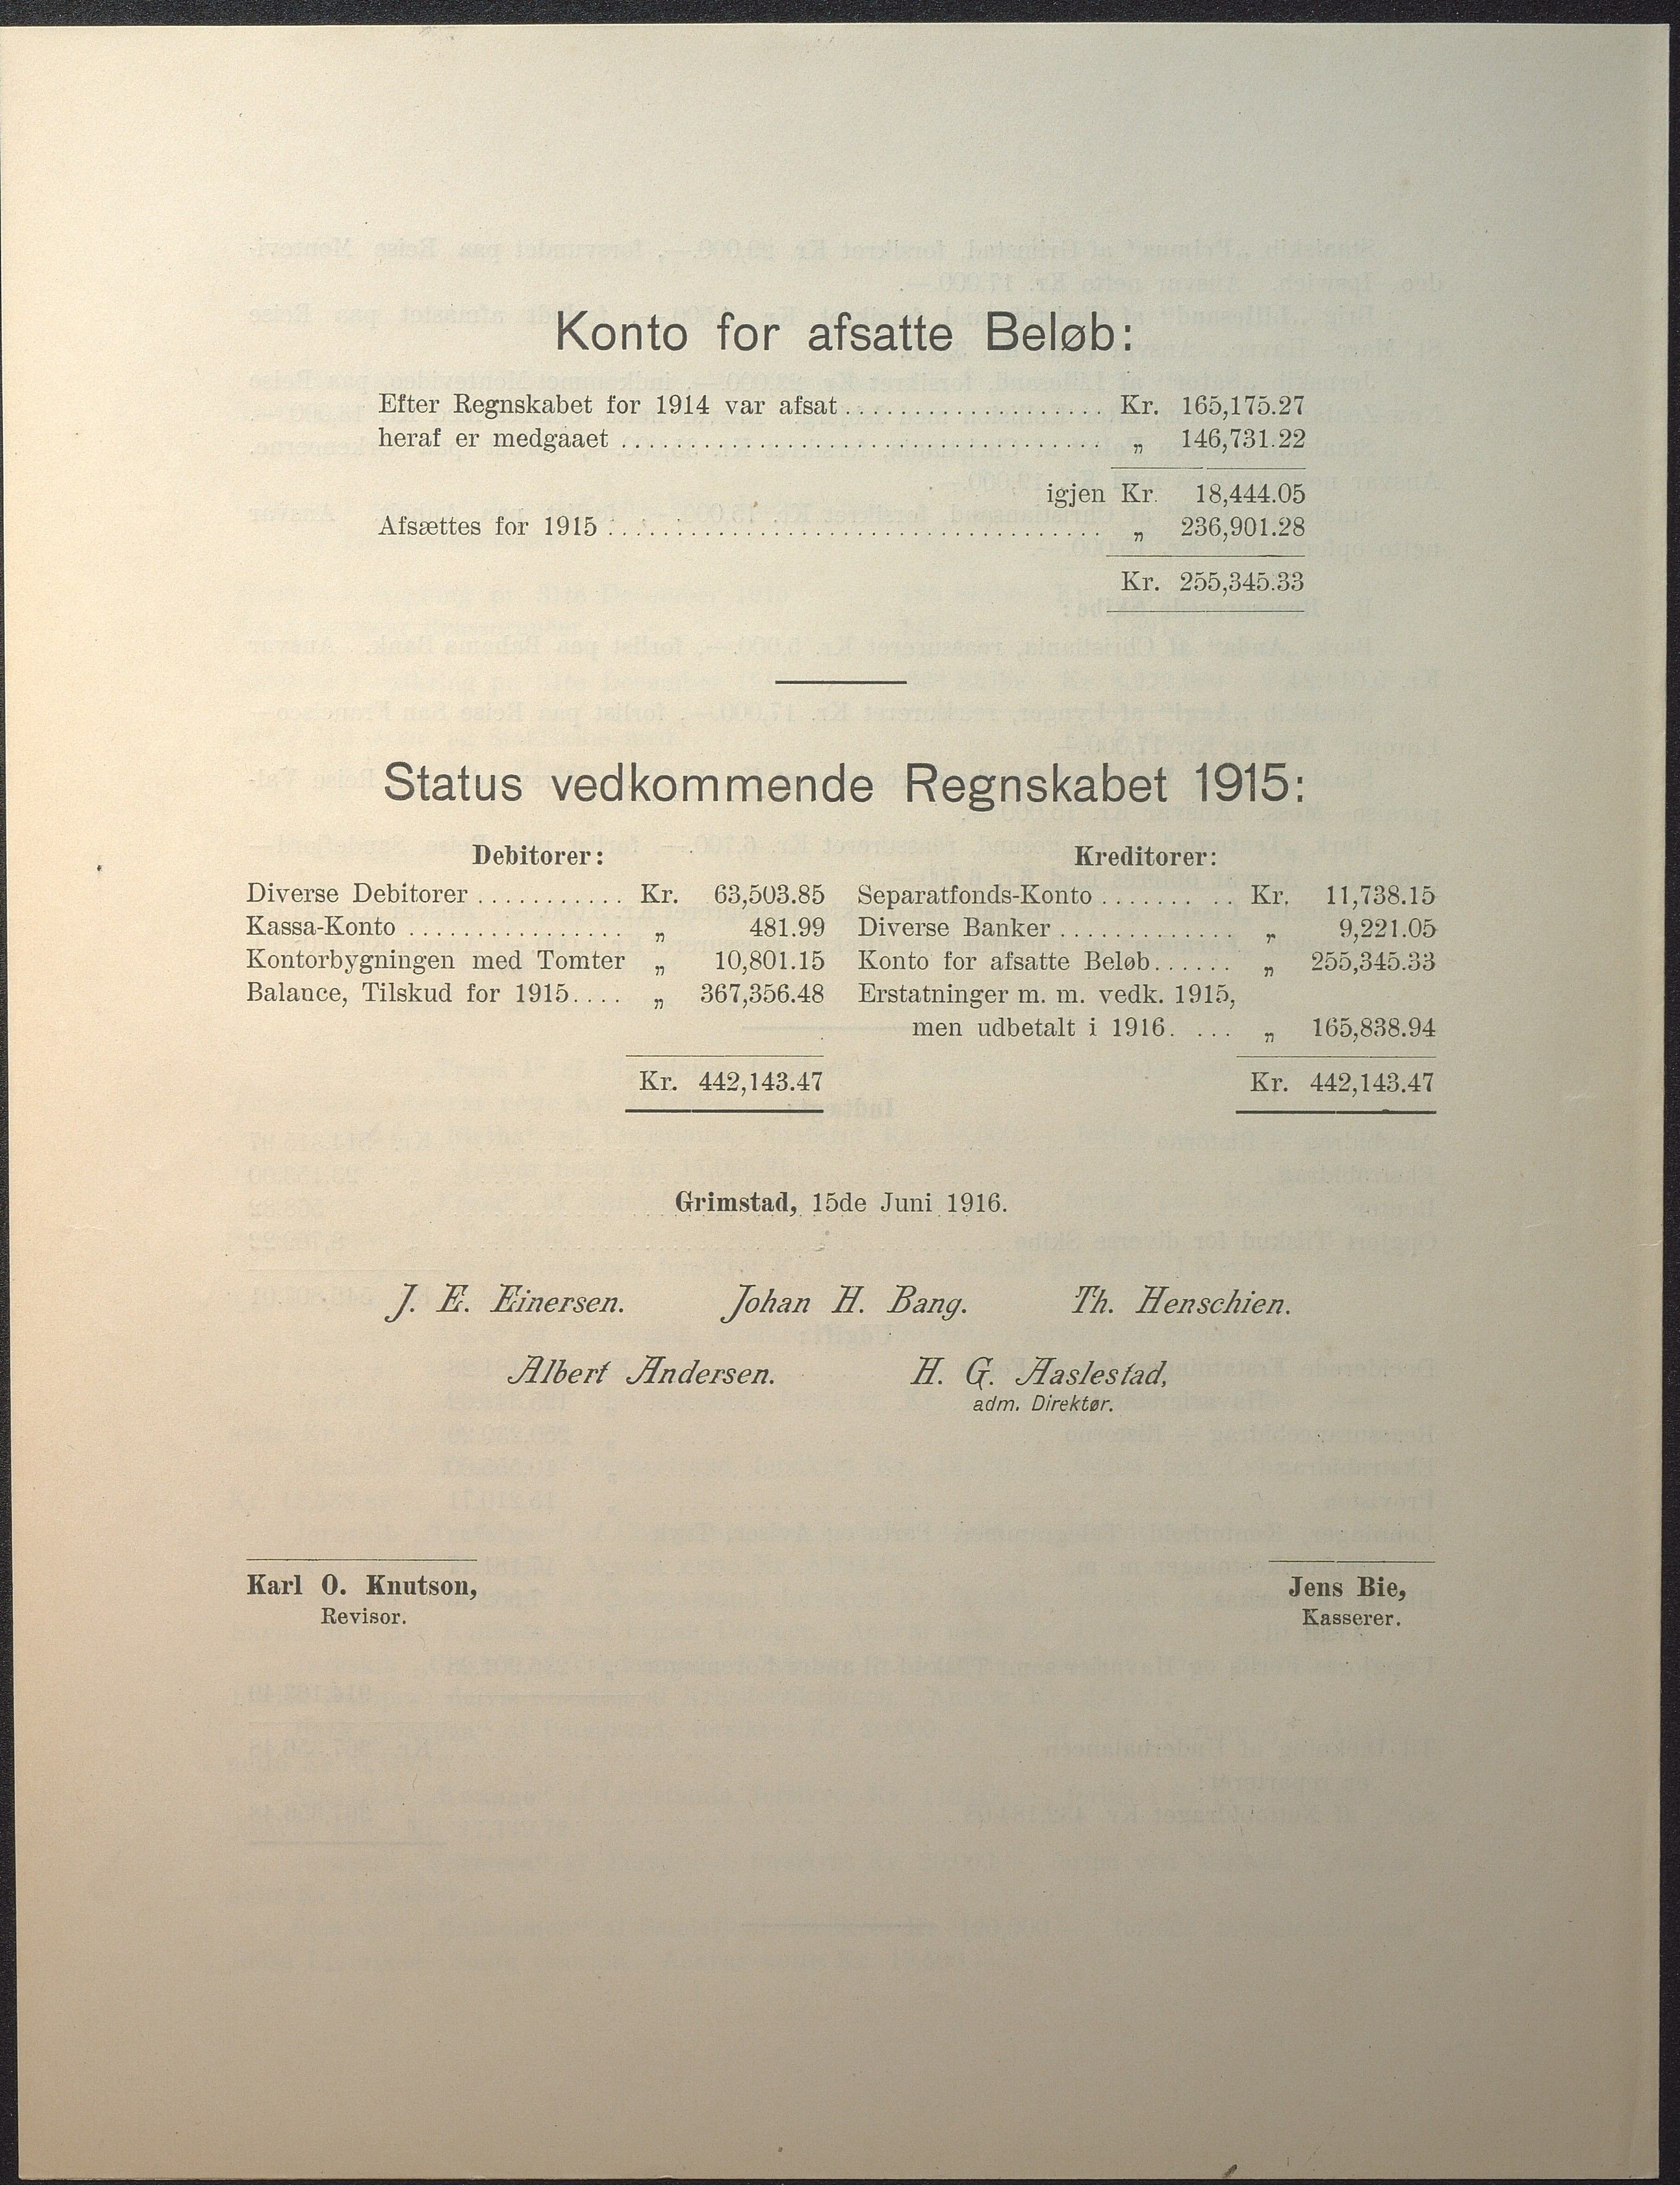 Konto for afsatte Beløb:
Efter Regnskabet for 1914 var afsat................... Kr. 165,175.27
heraf er medgaaet................................... „ 146,731.22
igjen Kr. 18,444.05
Afsættes for 1915.................................... „ 236,901.28
Kr. 255,345.33
Status vedkommende Regnskabet 1915:
Debitorer:
Diverse Debitorer........... Kr. 63,503.85
Kassa-Konto................ „ 481.99
Kontorbygningen med Tomter „ 10,801.15
Balance, Tilskud for 1915.... „ 367,356.48
Kr. 442,143.47
Kreditorer:
Separatfonds-Konto.......... Kr. 11,738.15
Diverse Banker............. „ 9,221.05
Konto for afsatte Beløb...... „ 255,345.33
Erstatninger m. m. vedk. 1915,
men udbetalt i 1916. ... „ 165,838.94
Kr. 442,143.47
Grimstad, 15de Juni 1916.
J. E. Einersen. Johan H. Bang. Th. Henschien.
Albert Andersen. H. G. Aaslestad,
adm. Direktør.
Karl O. Knutson,
Revisor.
Jens Bie,
Kasserer.